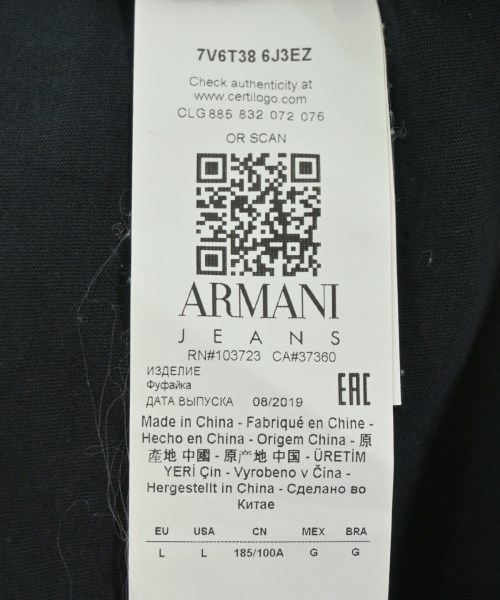 7V6T38 6J3EZ
Check authenticity at
www.certilogo.com
CLG 885 832 072 076
OR SCAN
ARMANI
JEANS
RN#103723 CA#37360
ИЗДЕЛИЕ
Фуфайка
ДАТА ВЫПУСКА 08/2019
EAC
Made in China - Fabriqué en Chine -
Hecho en China - Origem China - 原
產地 中國 - 原产地 中国 - ÜRETİM
YERİ Çin - Vyrobeno v Čína -
Hergestellt in China - Сделано во
Китае
EU USA CN MEX BRA
L L 185/100A G G